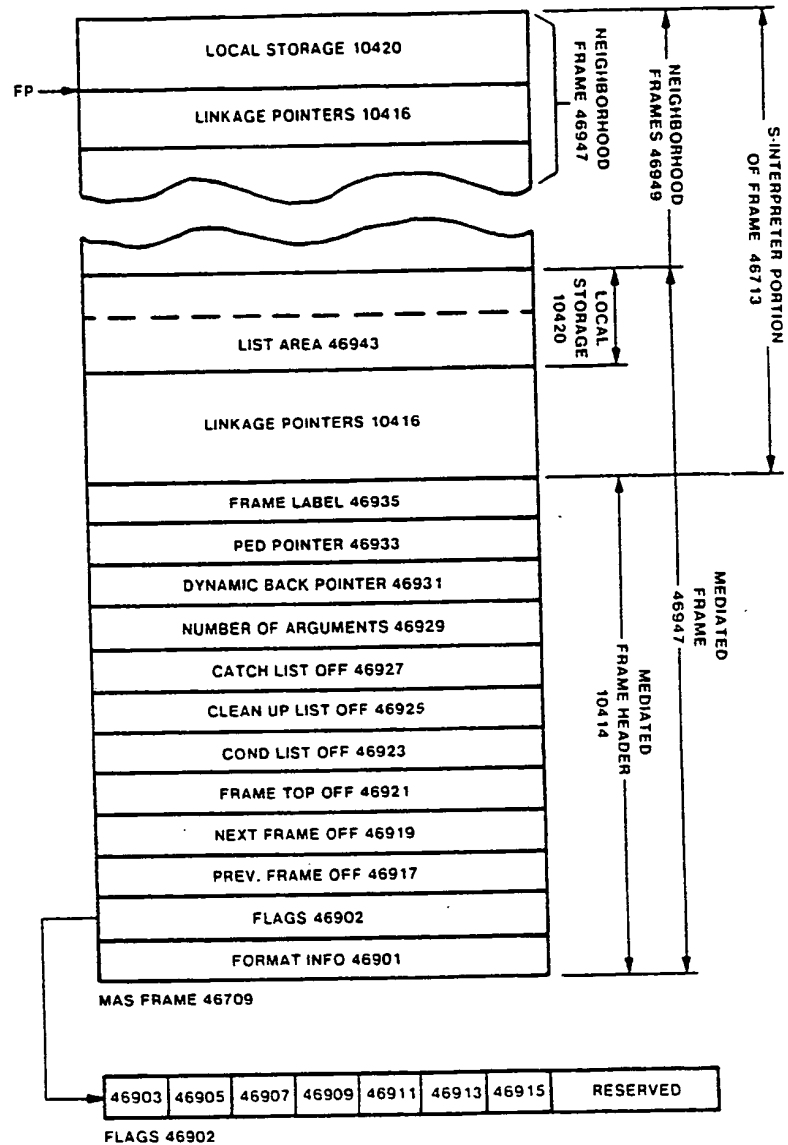 LOCAL STORAGE 10420
FP
LINKAGE POINTERS 10416
NEIGHBORHOOD
FRAME 46947
NEIGHBORHOOD
FRAMES 46949
S-INTERPRETER PORTION
OF FRAME 46713
LOCAL
STORAGE
10420
LIST AREA 46943
LINKAGE POINTERS 10416
FRAME LABEL 46935
PED POINTER 46933
DYNAMIC BACK POINTER 46931
NUMBER OF ARGUMENTS 46929
CATCH LIST OFF 46927
CLEAN UP LIST OFF 46925
COND LIST OFF 46923
FRAME TOP OFF 46921
NEXT FRAME OFF 46919
PREV. FRAME OFF 46917
FLAGS 46902
FORMAT INFO 46901
MEDIATED
FRAME HEADER
10414
MEDIATED
FRAME
46947
MAS FRAME 46709
46903 46905 46907 46909 46911 46913 46915 RESERVED
FLAGS 46902